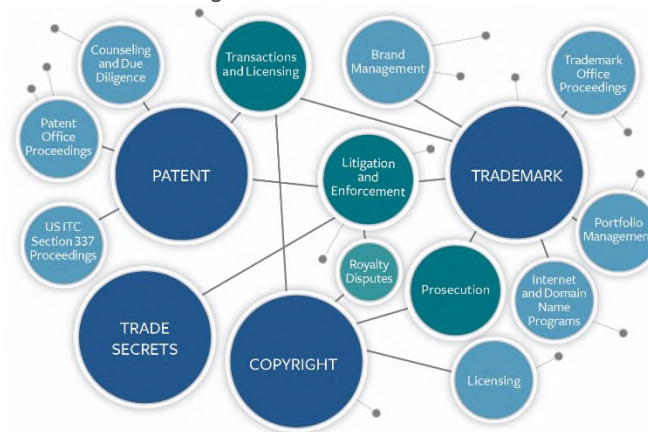 Counseling
and Due
Diligence
Transactions
and Licensing
Brand
Management
Trademark
Office
Proceedings
Patent
Office
Proceedings
PATENT
Litigation
and
Enforcement
TRADEMARK
US ITC
Section 337
Proceedings
Portfolio
Management
Royalty
Disputes
Prosecution
Internet
and Domain
Name
Programs
TRADE
SECRETS
COPYRIGHT
Licensing